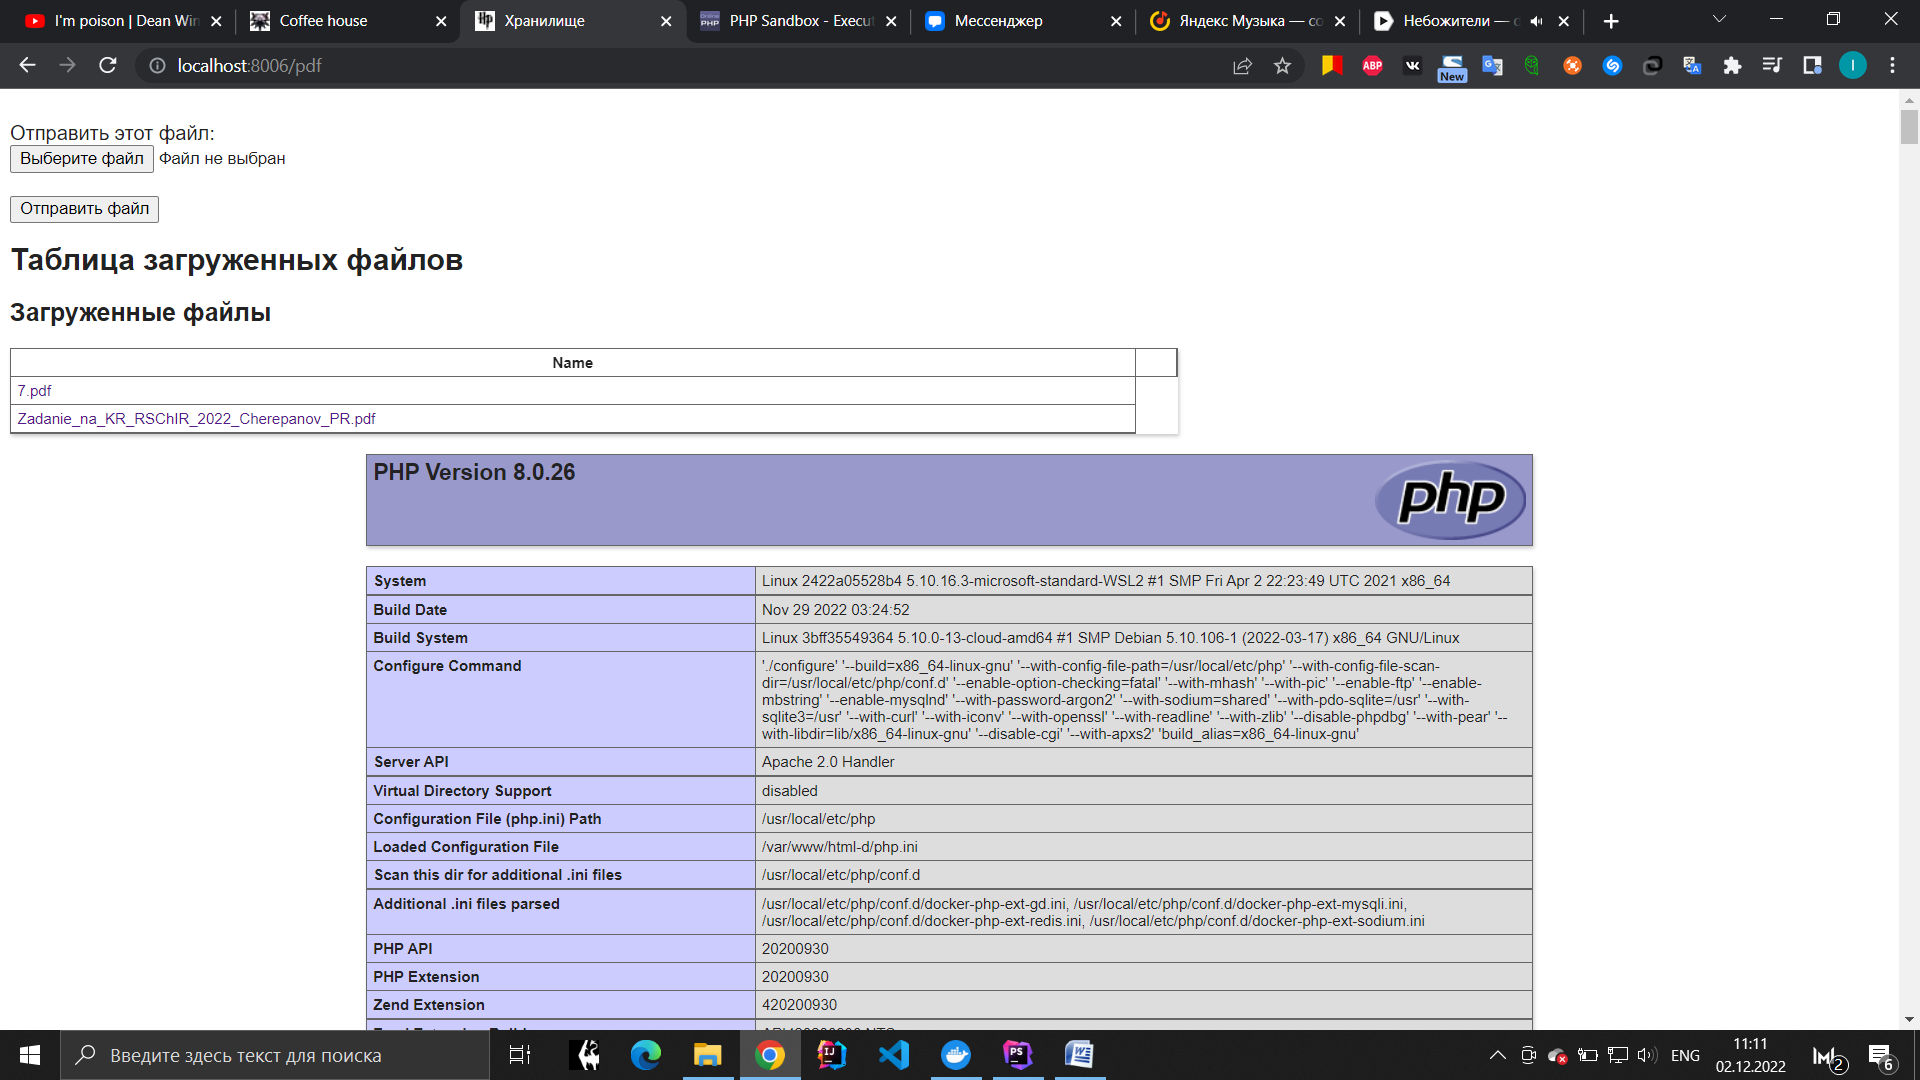 I'm poison | Dean Win
Coffee house
Хранилище
PHP Sandbox - Execut
Мессенджер
Яндекс Музыка — со
Небожители — с
localhost:8006/pdf
ABP
New
I
Отправить этот файл:
Выберите файл Файл не выбран
Отправить файл
Таблица загруженных файлов
Загруженные файлы
Name
7.pdf
Zadanie_na_KR_RSChIR_2022_Cherepanov_PR.pdf
PHP Version 8.0.26
php
System Linux 2422a05528b4 5.10.16.3-microsoft-standard-WSL2 #1 SMP Fri Apr 2 22:23:49 UTC 2021 x86_64
Build Date Nov 29 2022 03:24:52
Build System Linux 3bff35549364 5.10.0-13-cloud-amd64 #1 SMP Debian 5.10.106-1 (2022-03-17) x86_64 GNU/Linux
Configure Command './configure' '--build=x86_64-linux-gnu' '--with-config-file-path=/usr/local/etc/php' '--with-config-file-scan-
dir=/usr/local/etc/php/conf.d' '--enable-option-checking=fatal' '--with-mhash' '--with-pic' '--enable-ftp' '--enable-
mbstring' '--enable-mysqlnd' '--with-password-argon2' '--with-sodium=shared' '--with-pdo-sqlite=/usr' '--with-
sqlite3=/usr' '--with-curl' '--with-iconv' '--with-openssl' '--with-readline' '--with-zlib' '--disable-phpdbg' '--with-pear' '--
with-libdir=lib/x86_64-linux-gnu' '--disable-cgi' '--with-apxs2' 'build_alias=x86_64-linux-gnu'
Server API Apache 2.0 Handler
Virtual Directory Support disabled
Configuration File (php.ini) Path /usr/local/etc/php
Loaded Configuration File /var/www/html-d/php.ini
Scan this dir for additional .ini files /usr/local/etc/php/conf.d
Additional .ini files parsed /usr/local/etc/php/conf.d/docker-php-ext-gd.ini, /usr/local/etc/php/conf.d/docker-php-ext-mysqli.ini,
/usr/local/etc/php/conf.d/docker-php-ext-redis.ini, /usr/local/etc/php/conf.d/docker-php-ext-sodium.ini
PHP API 20200930
PHP Extension 20200930
Zend Extension 420200930
Введите здесь текст для поиска
ENG
11:11
02.12.2022
2
6